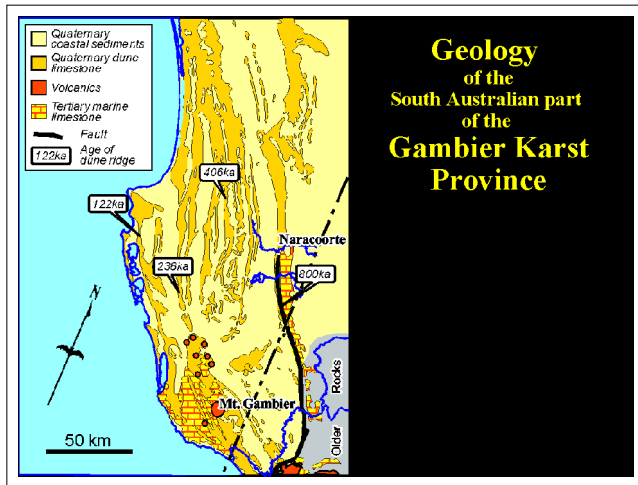 Quaternary
coastal sediments
Quaternary dune
limestone
Volcanics
Tertiary marine
limestone
Fault
122ka Age of
dune ridge
Geology
of the
South Australian part
of the
Gambier Karst
Province
406ka
122ka
Naracoorte
236ka
800ka
N
Mt. Gambier
Rocks
Older
50 km